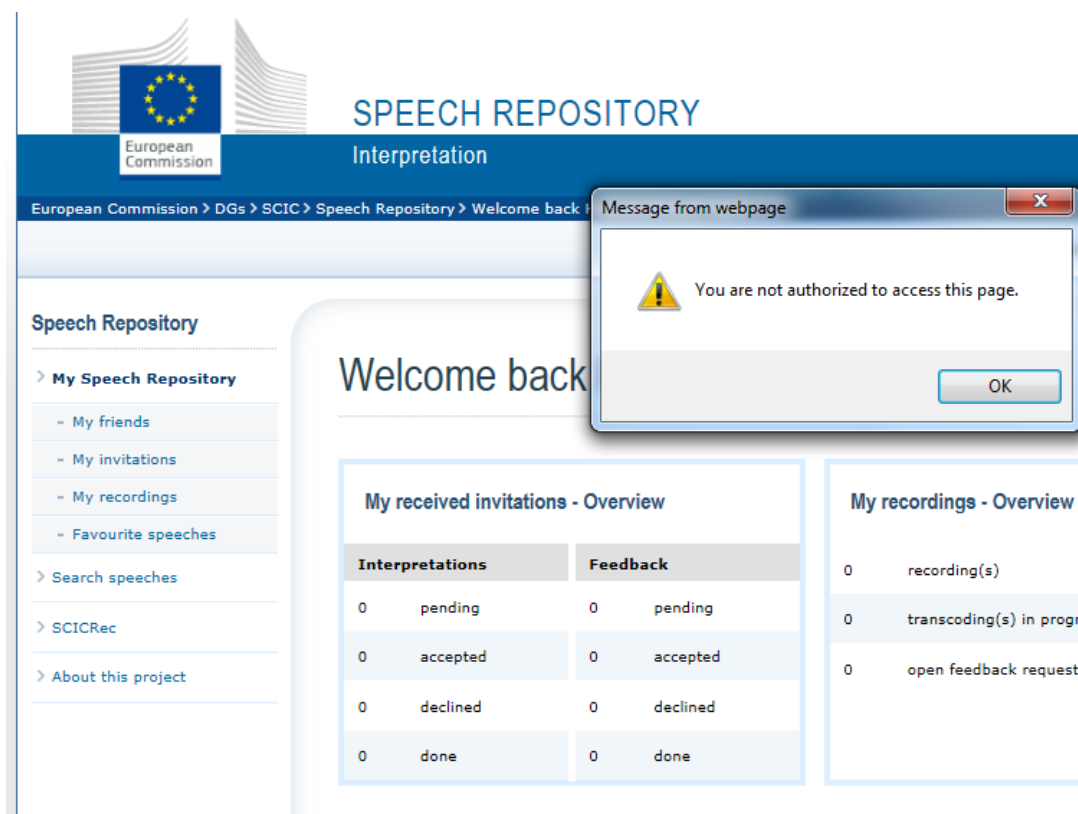 SPEECH REPOSITORY
European
Commission
Interpretation
European Commission > DGs > SCIC > Speech Repository > Welcome back
Message from webpage
You are not authorized to access this page.
OK
Speech Repository
> My Speech Repository
- My friends
- My invitations
- My recordings
- Favourite speeches
> Search speeches
> SCICRec
> About this project
Welcome back
My received invitations - Overview
Interpretations Feedback
0 pending 0 pending
0 accepted 0 accepted
0 declined 0 declined
0 done 0 done
My recordings - Overview
0 recording(s)
0 transcoding(s) in progr
0 open feedback request